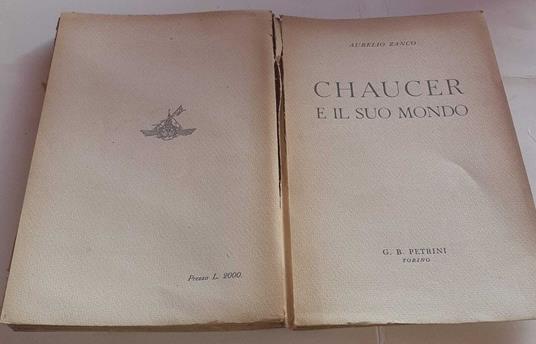 Prezzo L. 2000.
AURELIO ZANCO
CHAUCER
E IL SUO MONDO
G. B. PETRINI
TORINO